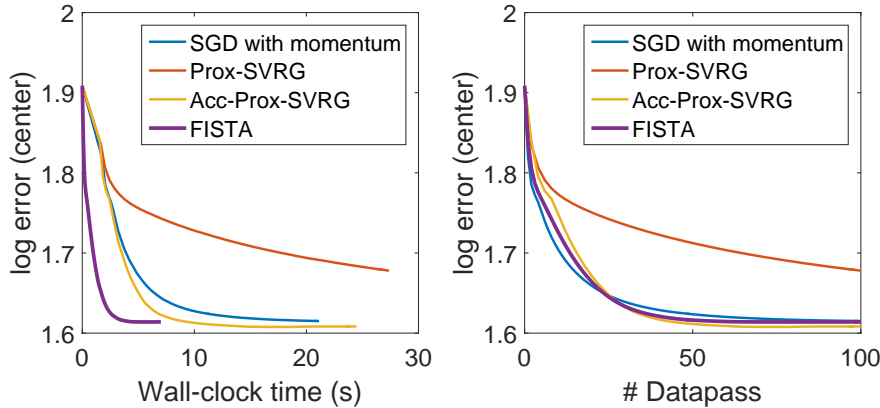 2
1.9
1.8
1.7
1.6
log error (center)
SGD with momentum
Prox-SVRG
Acc-Prox-SVRG
FISTA
0
10
20
30
Wall-clock time (s)
2
1.9
1.8
1.7
1.6
log error (center)
SGD with momentum
Prox-SVRG
Acc-Prox-SVRG
FISTA
0
50
100
# Datapass